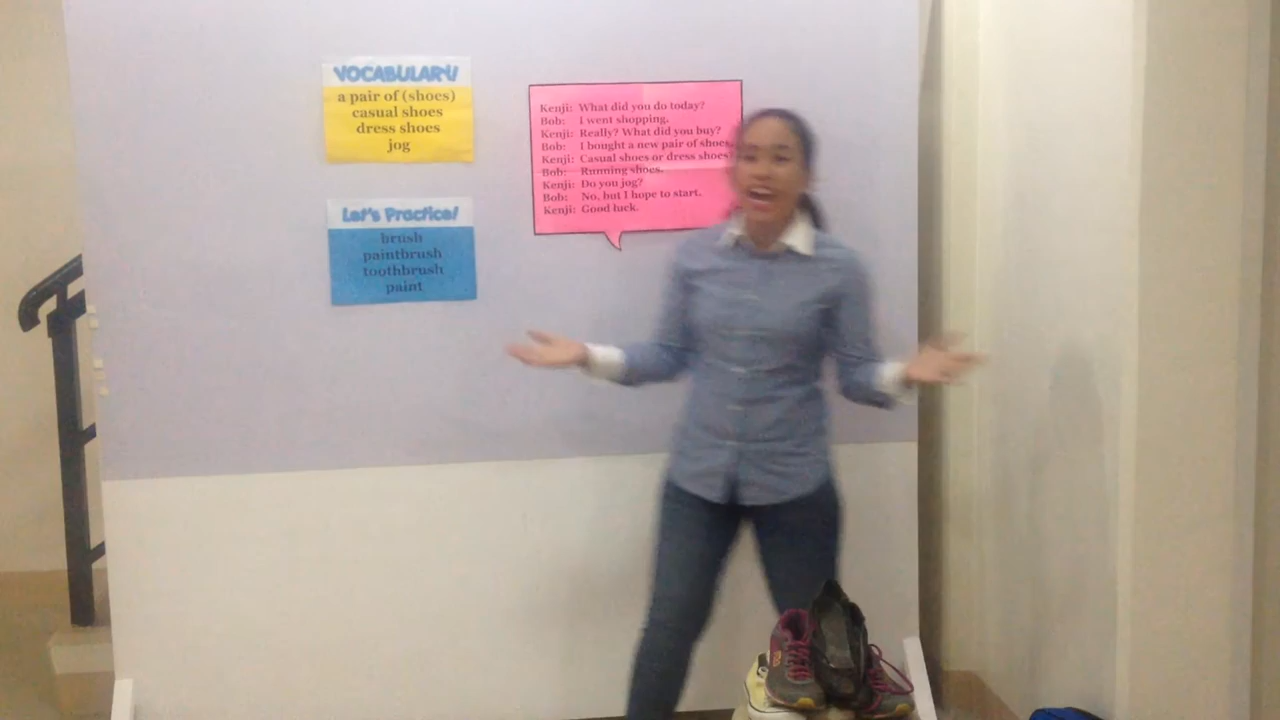 VOCABULARY
a pair of (shoes)
casual shoes
dress shoes
jog
Let's Practice!
brush
paintbrush
toothbrush
paint
Kenji: What did you do today?
Bob: I went shopping.
Kenji: Really? What did you buy?
Bob: I bought a new pair of shoes.
Kenji: Casual shoes or dress shoes?
Bob: Running shoes.
Kenji: Do you jog?
Bob: No, but I hope to start.
Kenji: Good luck.